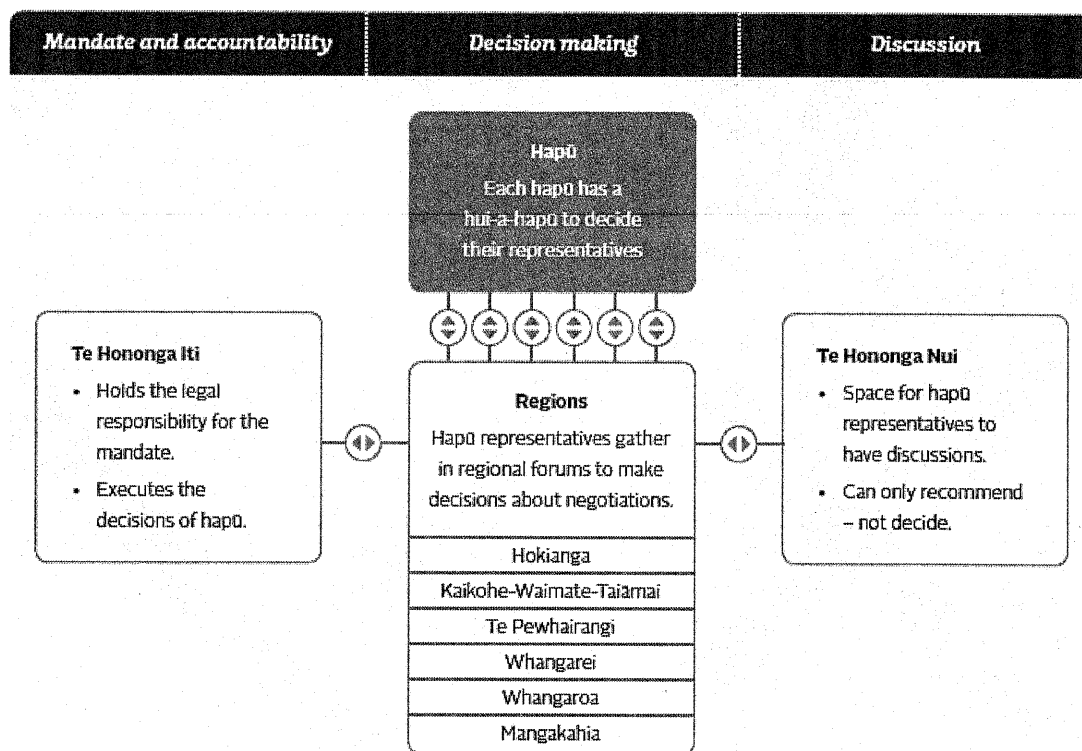 Mandate and accountability
Decision making
Discussion
Hapū
Each hapū has a
hui-a-hapū to decide
their representatives
Te Hononga Iti
• Holds the legal
responsibility for the
mandate.
• Executes the
decisions of hapū.
Regions
Hapū representatives gather
in regional forums to make
decisions about negotiations.
Hokianga
Kaikohe-Waimate-Taiāmai
Te Pewhairangi
Whangarei
Whangaroa
Mangakahia
Te Hononga Nui
• Space for hapū
representatives to
have discussions.
• Can only recommend
– not decide.